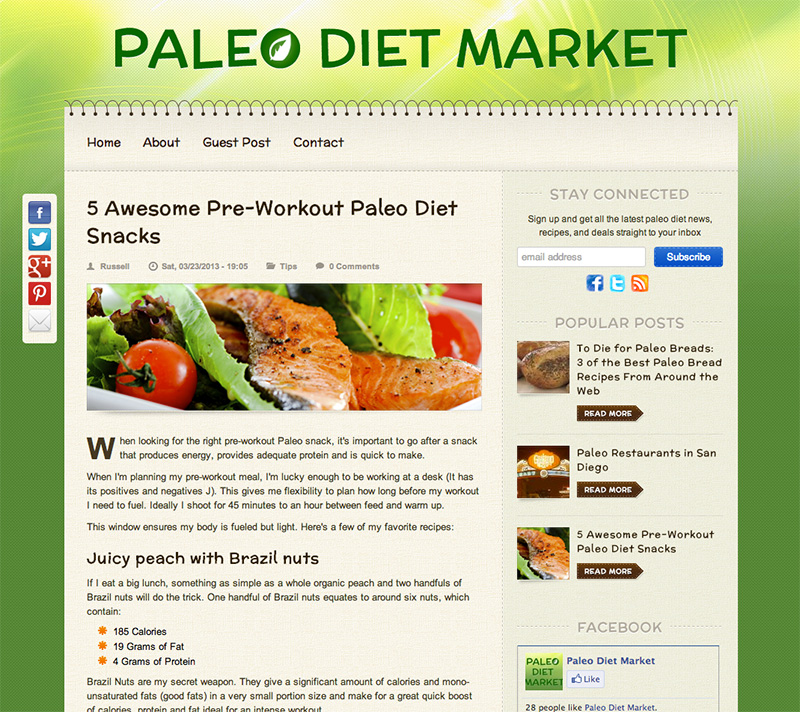 PALEO DIET MARKET
Home About Guest Post Contact
5 Awesome Pre-Workout Paleo Diet
Snacks
Russell Sat, 03/23/2013 - 19:05 Tips 0 Comments
When looking for the right pre-workout Paleo snack, it's important to go after a snack
that produces energy, provides adequate protein and is quick to make.
When I'm planning my pre-workout meal, I'm lucky enough to be working at a desk (It has
its positives and negatives J). This gives me flexibility to plan how long before my workout
I need to fuel. Ideally I shoot for 45 minutes to an hour between feed and warm up.
This window ensures my body is fueled but light. Here's a few of my favorite recipes:
Juicy peach with Brazil nuts
If I eat a big lunch, something as simple as a whole organic peach and two handfuls of
Brazil nuts will do the trick. One handful of Brazil nuts equates to around six nuts, which
contain:
185 Calories
19 Grams of Fat
4 Grams of Protein
Brazil Nuts are my secret weapon. They give a significant amount of calories and mono-
unsaturated fats (good fats) in a very small portion size and make for a great quick boost
of calories, protein and fat ideal for an intense workout.
STAY CONNECTED
Sign up and get all the latest paleo diet news,
recipes, and deals straight to your inbox
email address Subscribe
POPULAR POSTS
To Die for Paleo Breads:
3 of the Best Paleo Bread
Recipes From Around the
Web
READ MORE
Paleo Restaurants in San
Diego
READ MORE
5 Awesome Pre-Workout
Paleo Diet Snacks
READ MORE
FACEBOOK
PALEO
DIET
MARKET
Paleo Diet Market
Like
28 people like Paleo Diet Market.